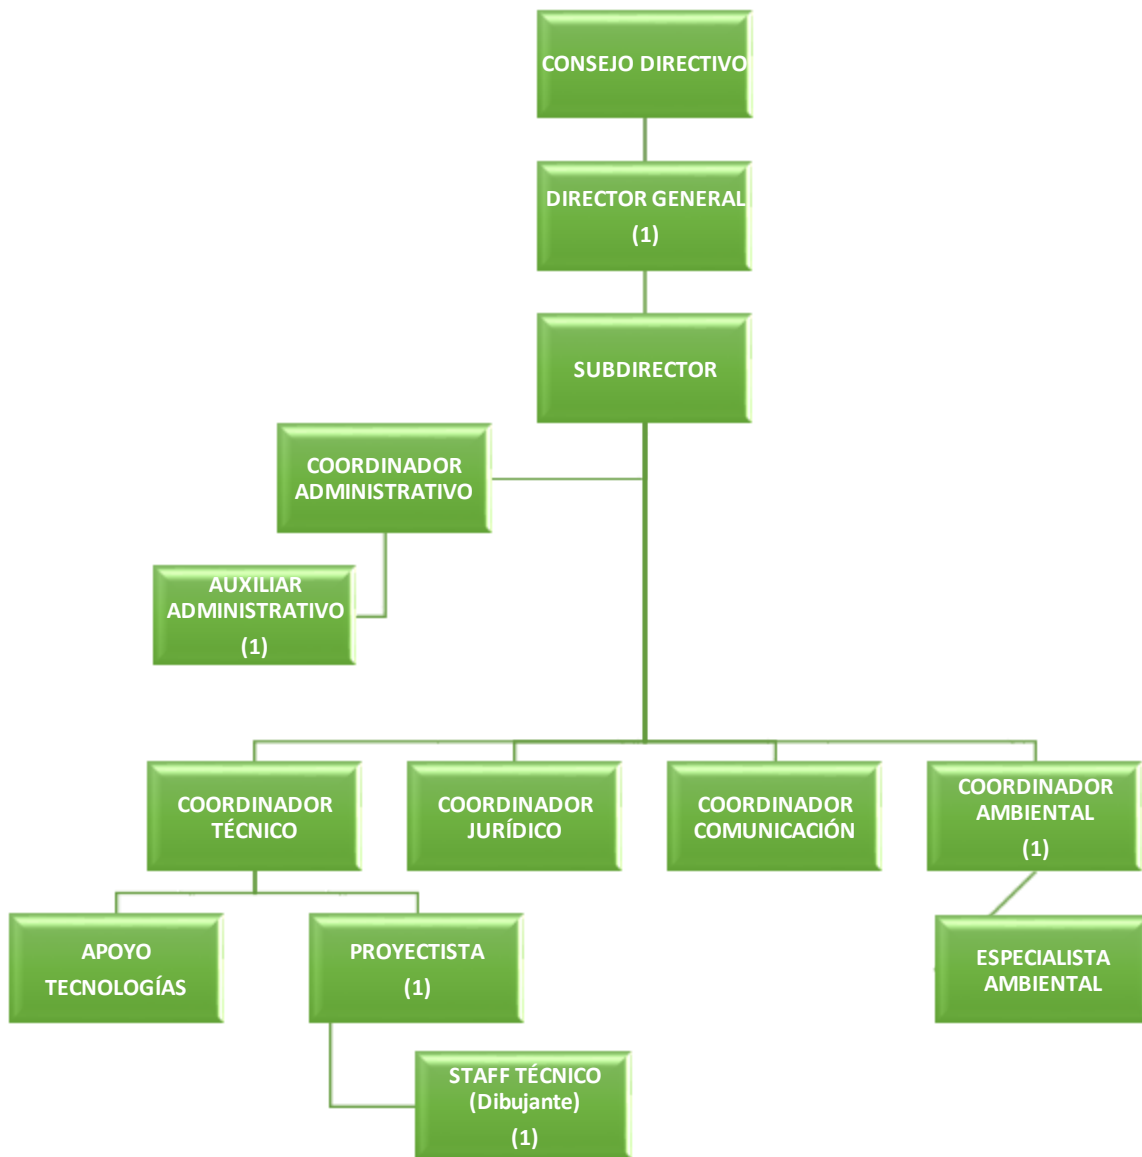 CONSEJO DIRECTIVO
DIRECTOR GENERAL
(1)
SUBDIRECTOR
COORDINADOR
ADMINISTRATIVO
AUXILIAR
ADMINISTRATIVO
(1)
COORDINADOR
TÉCNICO
COORDINADOR
JURÍDICO
COORDINADOR
COMUNICACIÓN
COORDINADOR
AMBIENTAL
(1)
APOYO
TECNOLOGÍAS
PROYECTISTA
(1)
ESPECIALISTA
AMBIENTAL
STAFF TÉCNICO
(Dibujante)
(1)